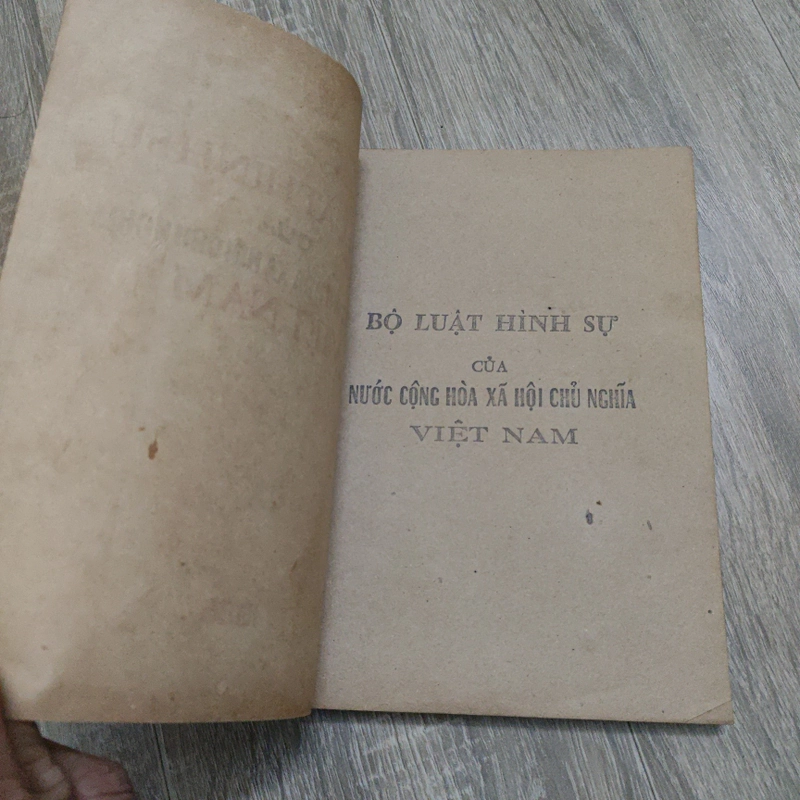 BỘ LUẬT HÌNH SỰ
CỦA
NƯỚC CỘNG HÒA XÃ HỘI CHỦ NGHĨA
VIỆT NAM